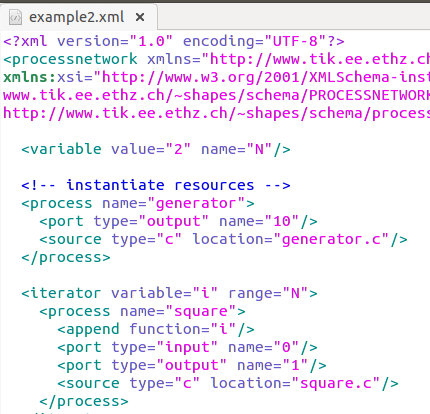 example2.xml ×
<?xml version="1.0" encoding="UTF-8"?>
<processnetwork xmlns="http://www.tik.ee.ethz.ch/
xmlns:xsi="http://www.w3.org/2001/XMLSchema-inst
www.tik.ee.ethz.ch/~shapes/schema/PROCESSNETWORK
http://www.tik.ee.ethz.ch/~shapes/schema/process
<variable value="2" name="N"/>
<!-- instantiate resources -->
<process name="generator">
<port type="output" name="10"/>
<source type="c" location="generator.c"/>
</process>
<iterator variable="i" range="N">
<process name="square">
<append function="i"/>
<port type="input" name="0"/>
<port type="output" name="1"/>
<source type="c" location="square.c"/>
</process>